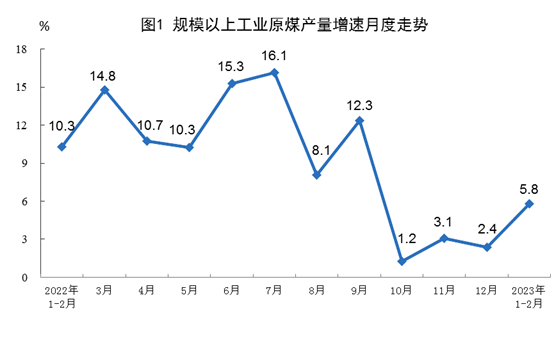 图1 规模以上工业原煤产量增速月度走势
%
18
15
12
9
6
3
0
10.3
14.8
10.7
10.3
15.3
16.1
8.1
12.3
1.2
3.1
2.4
5.8
2022年
1-2月
3月
4月
5月
6月
7月
8月
9月
10月
11月
12月
2023年
1-2月